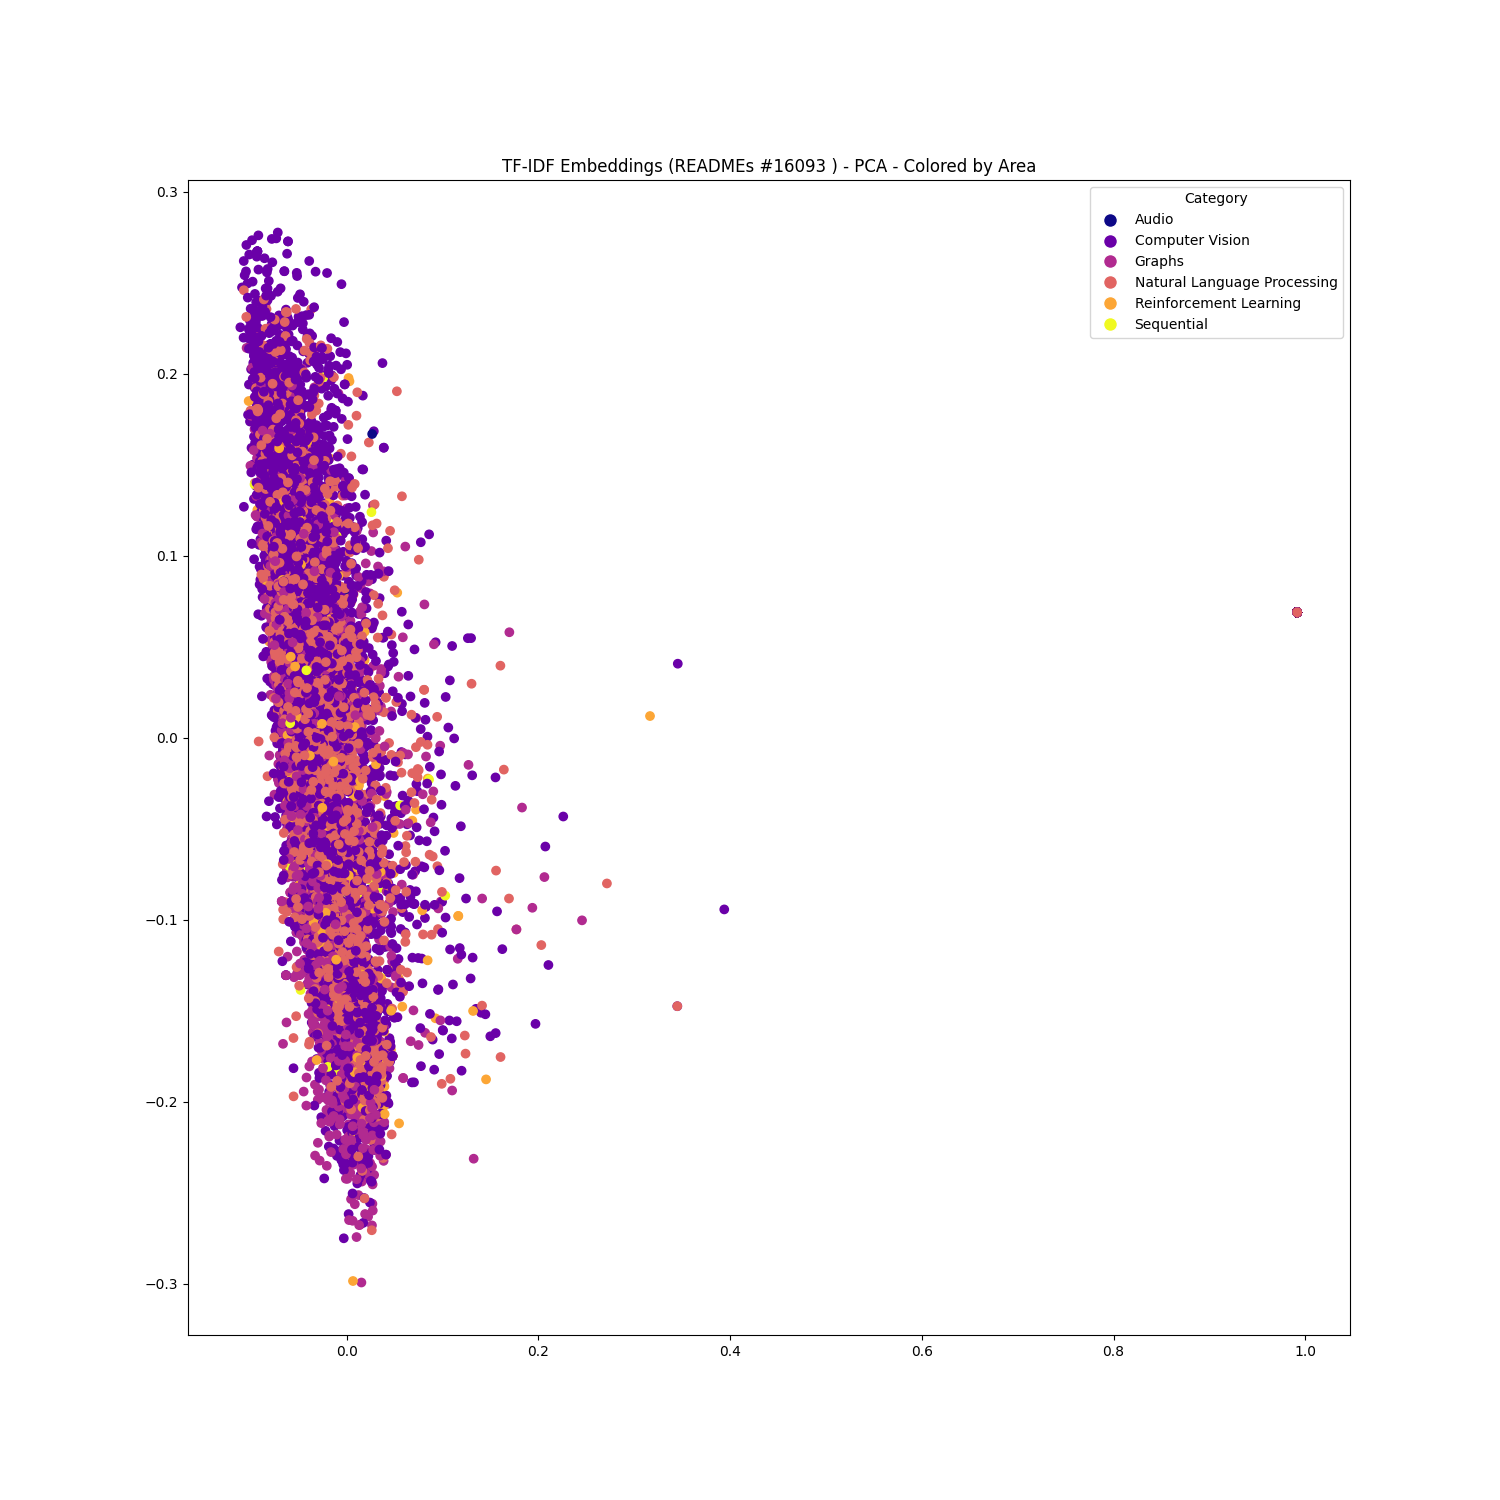 TF-IDF Embeddings (READMEs #16093 ) - PCA - Colored by Area
Category
Audio
Computer Vision
Graphs
Natural Language Processing
Reinforcement Learning
Sequential
0.3
0.2
0.1
0.0
−0.1
−0.2
−0.3
0.0 0.2 0.4 0.6 0.8 1.0